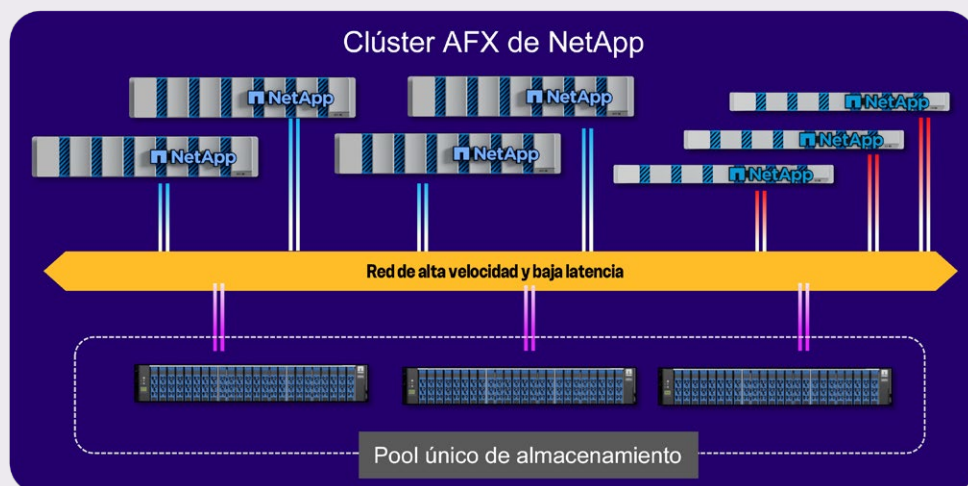 Clúster AFX de NetApp
NetApp
NetApp
NetApp
NetApp
NetApp
NetApp
NetApp
Red de alta velocidad y baja latencia
Pool único de almacenamiento